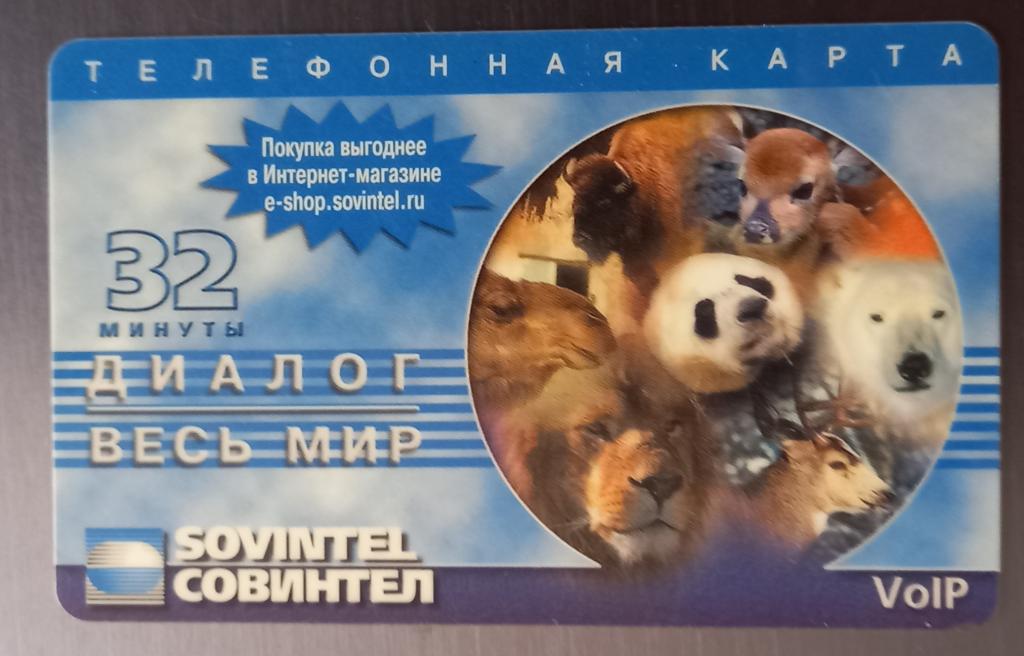 ТЕЛЕФОННАЯ КАРТА
Покупка выгоднее
в Интернет-магазине
e-shop.sovintel.ru
32
МИНУТЫ
ДИАЛОГ
ВЕСЬ МИР
SOVINTEL
СОВИНТЕЛ
VoIP